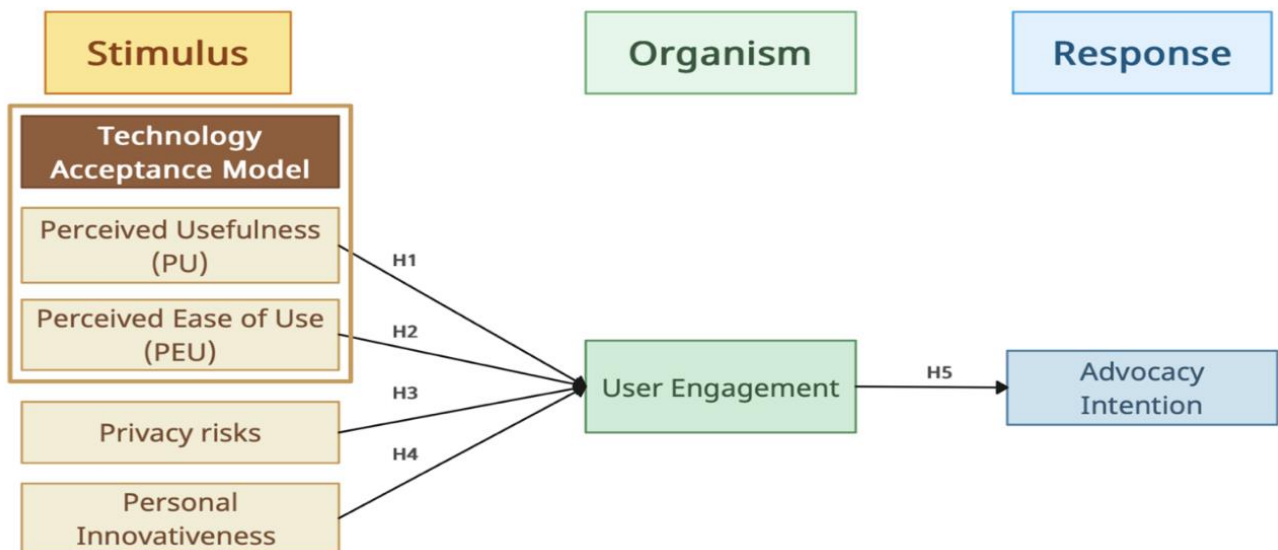 Stimulus
Organism
Response
Technology
Acceptance Model
Perceived Usefulness
(PU)
H1
Perceived Ease of Use
(PEU)
H2
H3
Privacy risks
H4
Personal
Innovativeness
User Engagement
H5
Advocacy
Intention